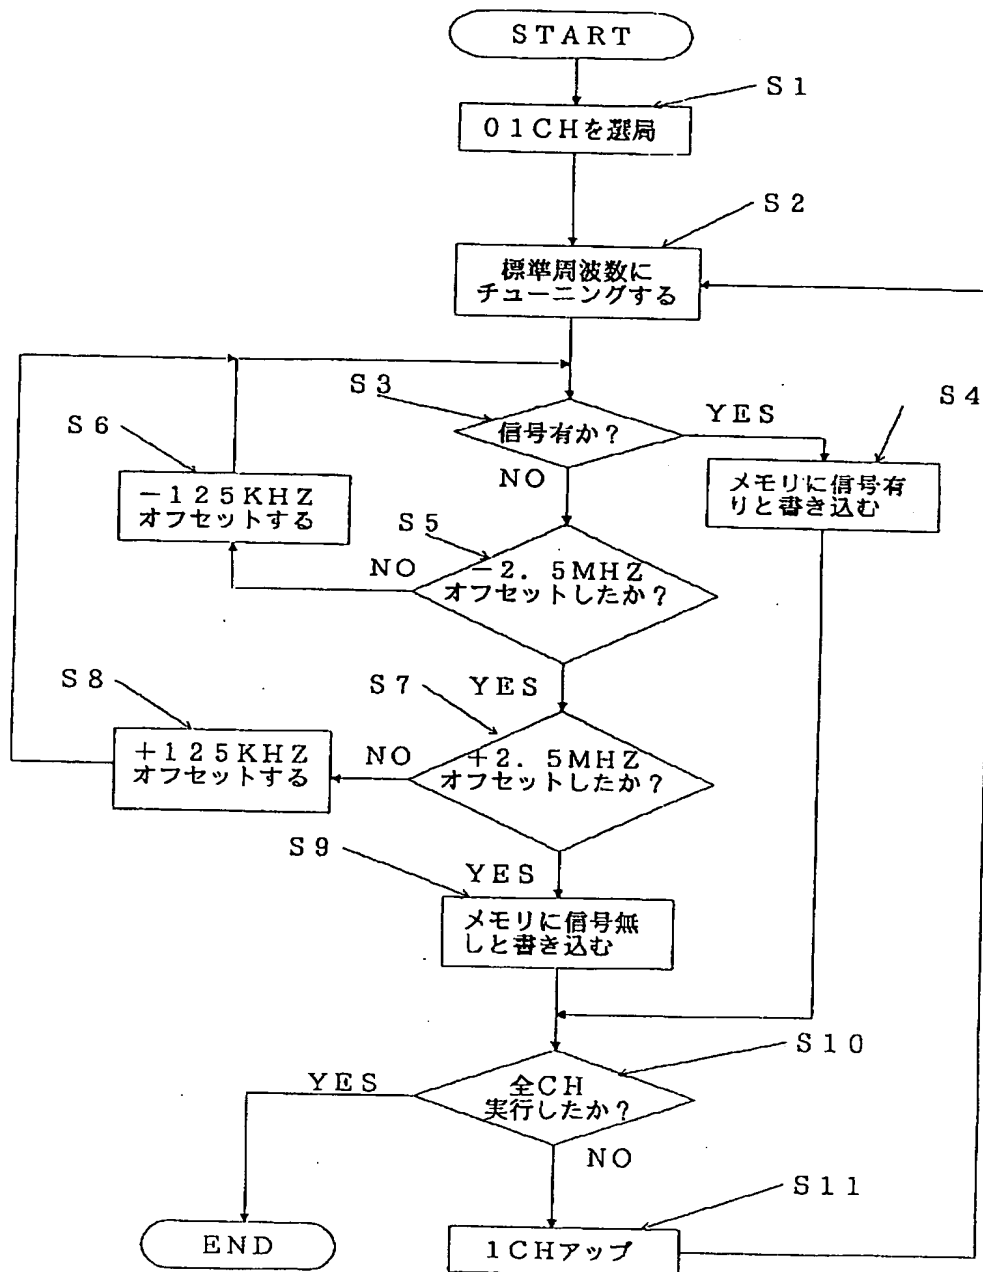 START
S1
01CHを選局
S2
標準周波数に
チューニングする
S3
信号有か?
YES
S4
メモリに信号有
りと書き込む
NO
S6
-125KHZ
オフセットする
S5
-2.5MHZ
オフセットしたか?
NO
YES
S7
+2.5MHZ
オフセットしたか?
NO
S8
+125KHZ
オフセットする
YES
S9
メモリに信号無
しと書き込む
S10
全CH
実行したか?
YES
NO
END
S11
1CHアップ